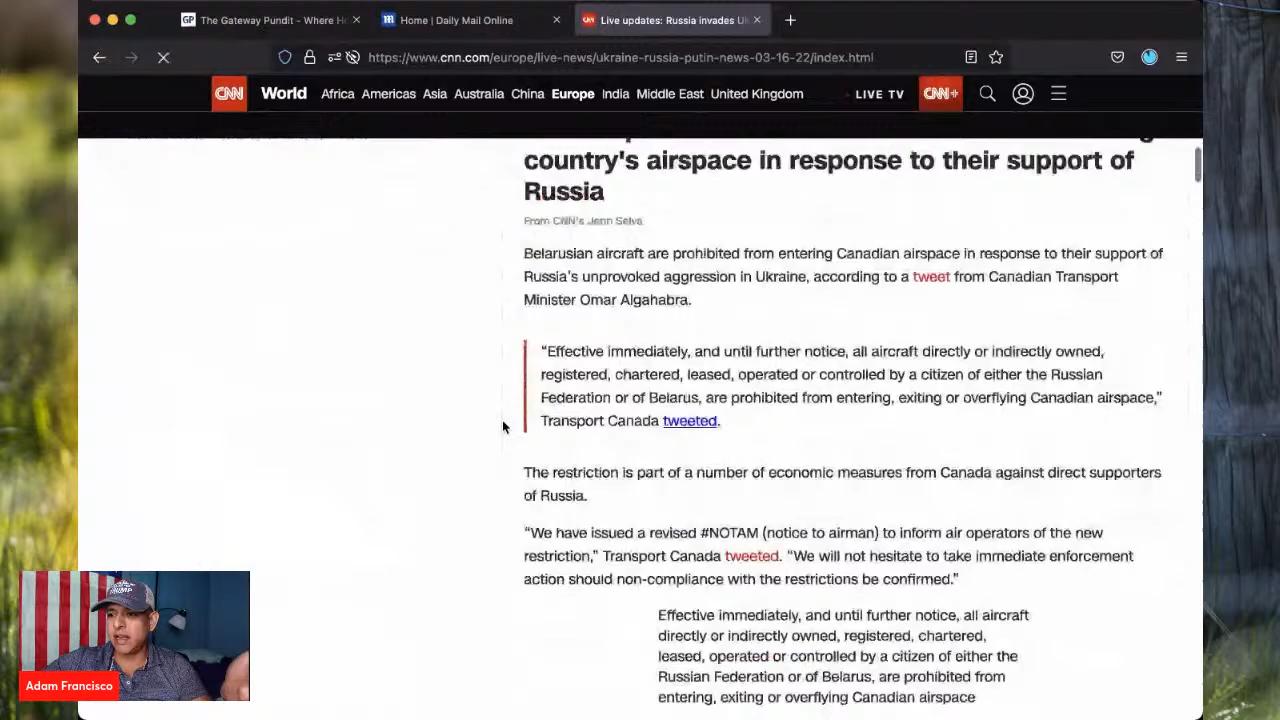 GP The Gateway Pundit - Where H
Home | Daily Mail Online
CNN Live updates: Russia invades Uk
https://www.cnn.com/europe/live-news/ukraine-russia-putin-news-03-16-22/index.html
CNN World Africa Americas Asia Australia China Europe India Middle East United Kingdom LIVE TV CNN+
country's airspace in response to their support of
Russia
From CNN's Jenn Selva
Belarusian aircraft are prohibited from entering Canadian airspace in response to their support of
Russia's unprovoked aggression in Ukraine, according to a tweet from Canadian Transport
Minister Omar Algahabra.
“Effective immediately, and until further notice, all aircraft directly or indirectly owned,
registered, chartered, leased, operated or controlled by a citizen of either the Russian
Federation or of Belarus, are prohibited from entering, exiting or overflying Canadian airspace,”
Transport Canada tweeted.
The restriction is part of a number of economic measures from Canada against direct supporters
of Russia.
“We have issued a revised #NOTAM (notice to airman) to inform air operators of the new
restriction,” Transport Canada tweeted. “We will not hesitate to take immediate enforcement
action should non-compliance with the restrictions be confirmed.”
Effective immediately, and until further notice, all aircraft
directly or indirectly owned, registered, chartered,
leased, operated or controlled by a citizen of either the
Russian Federation or of Belarus, are prohibited from
entering, exiting or overflying Canadian airspace
TRUMP
Adam Francisco